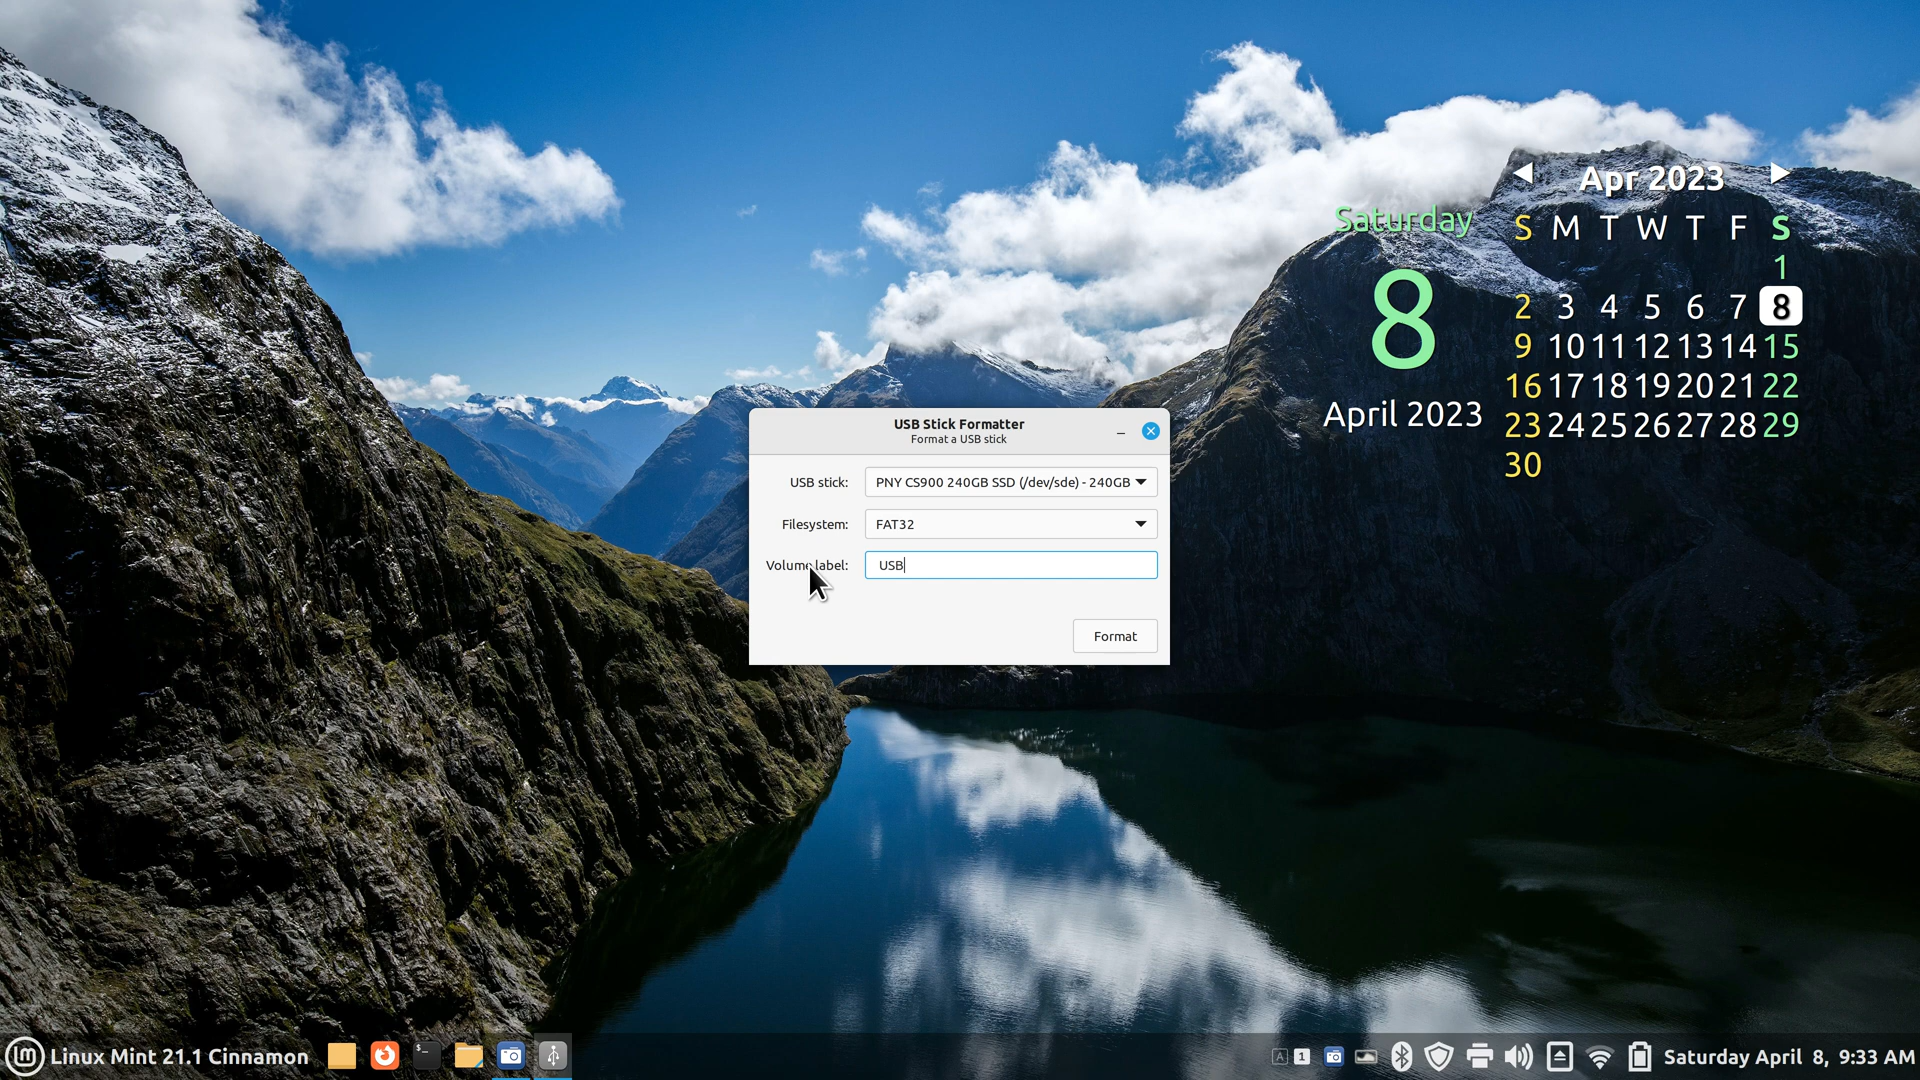 Apr 2023
Saturday
S M T W T F S
1
8
2 3 4 5 6 7 8
9 10 11 12 13 14 15
16 17 18 19 20 21 22
April 2023
23 24 25 26 27 28 29
30
USB Stick Formatter
Format a USB stick
USB stick: PNY CS900 240GB SSD (/dev/sde) - 240GB
Filesystem: FAT32
Volume label: USB
Format
Linux Mint 21.1 Cinnamon
$_
A 1
Saturday April 8, 9:33 AM